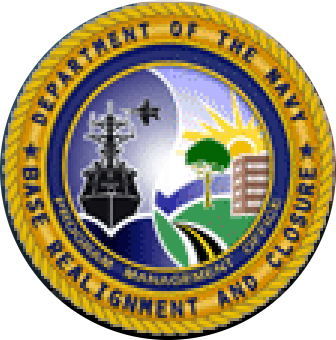 DEPARTMENT OF THE NAVY
BASE REALIGNMENT AND CLOSURE
PROGRAM MANAGEMENT OFFICE